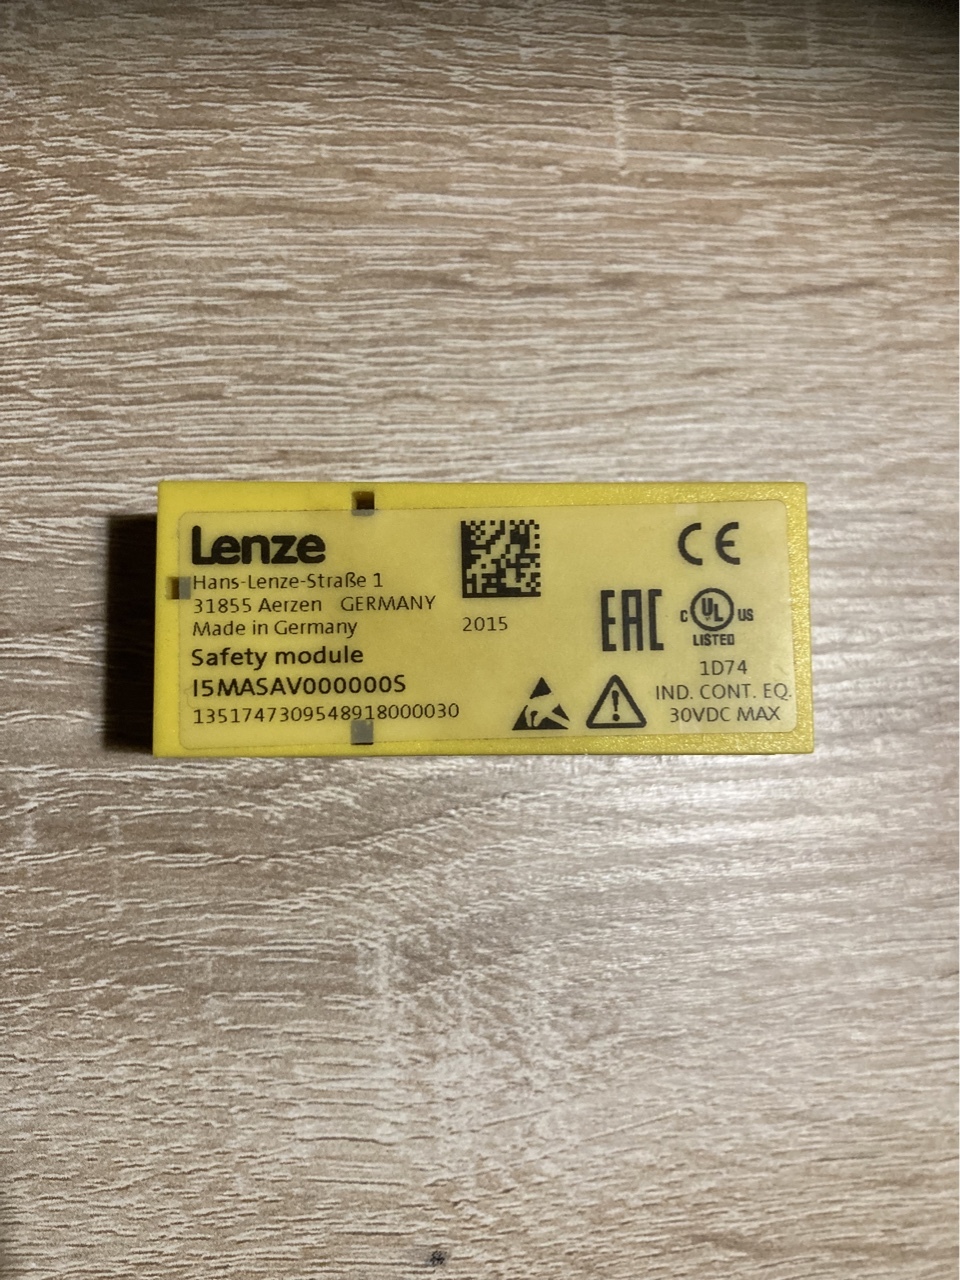 Lenze
Hans-Lenze-Straße 1
31855 Aerzen GERMANY
Made in Germany
Safety module
I5MASAV000000S
1351747309548918000030
2015
CE
EAC
C UL US
LISTED
1D74
IND. CONT. EQ.
30VDC MAX